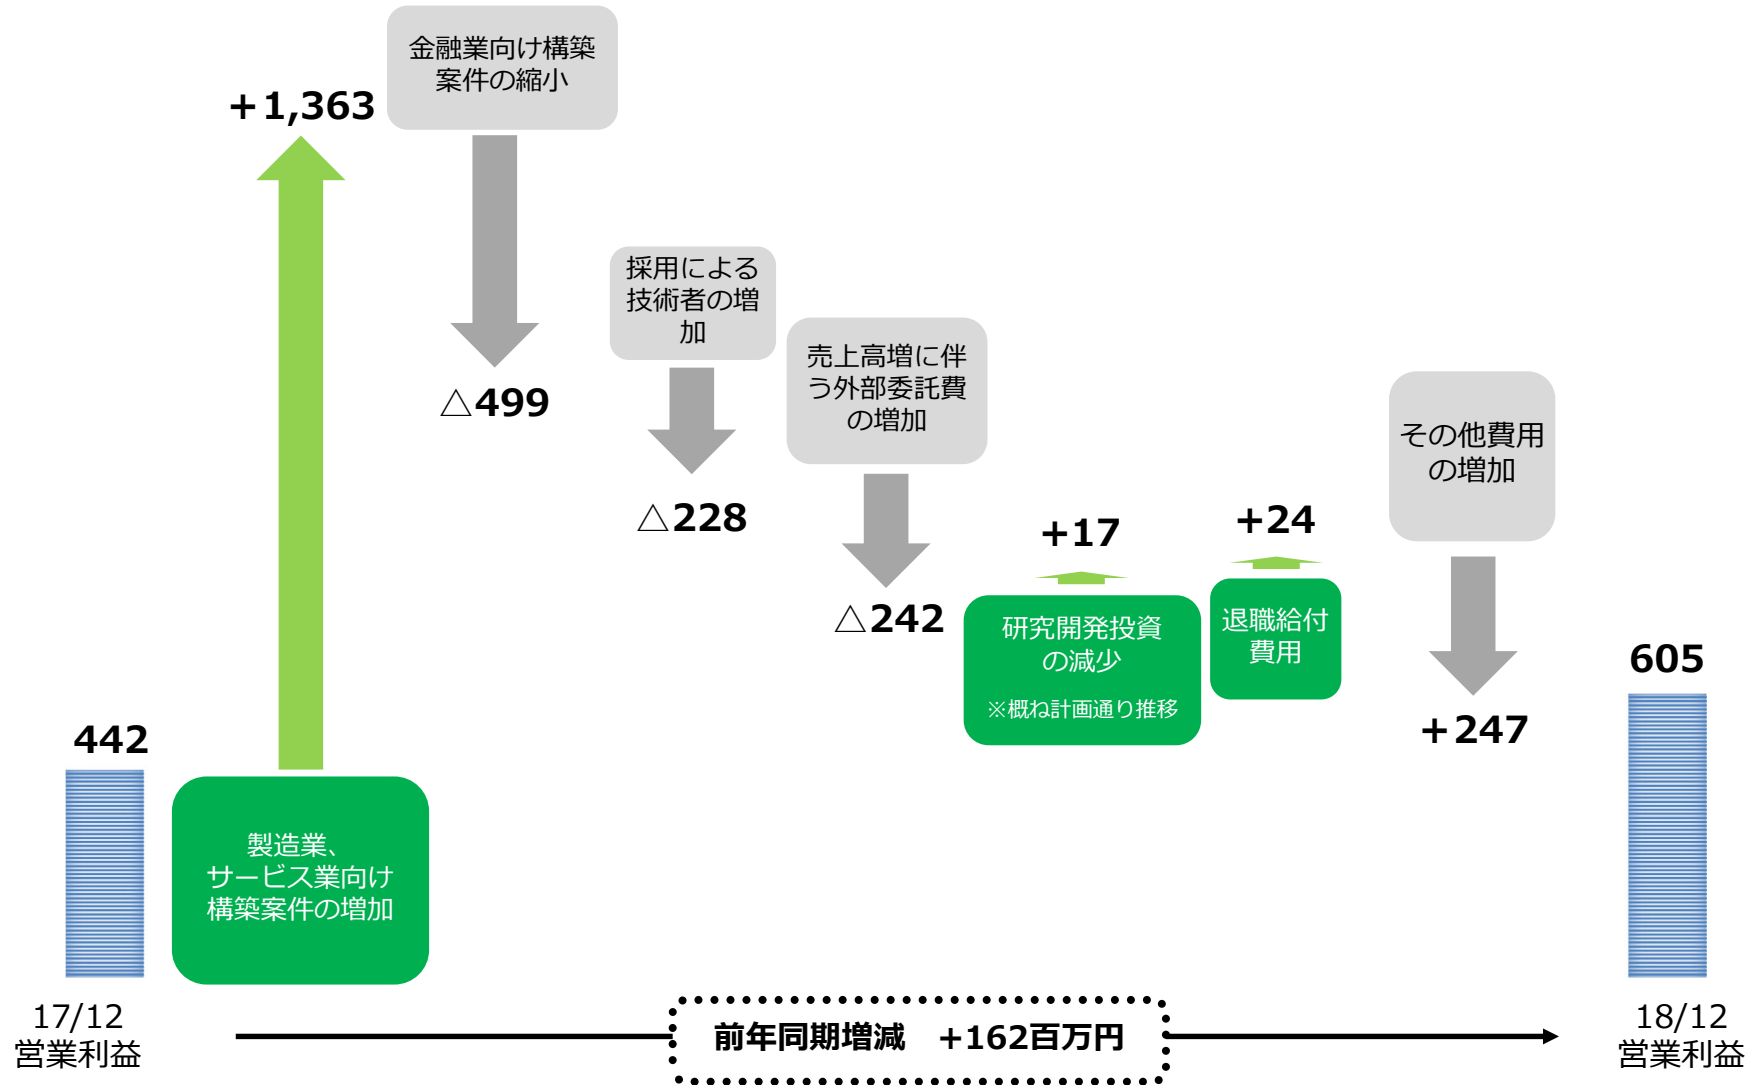 金融業向け構築
案件の縮小
+1,363
△499
採用による
技術者の増
加
△228
売上高増に伴
う外部委託費
の増加
△242
+17
研究開発投資
の減少
※概ね計画通り推移
+24
退職給付
費用
その他費用
の増加
+247
605
442
製造業、
サービス業向け
構築案件の増加
17/12
営業利益
前年同期増減　+162百万円
18/12
営業利益